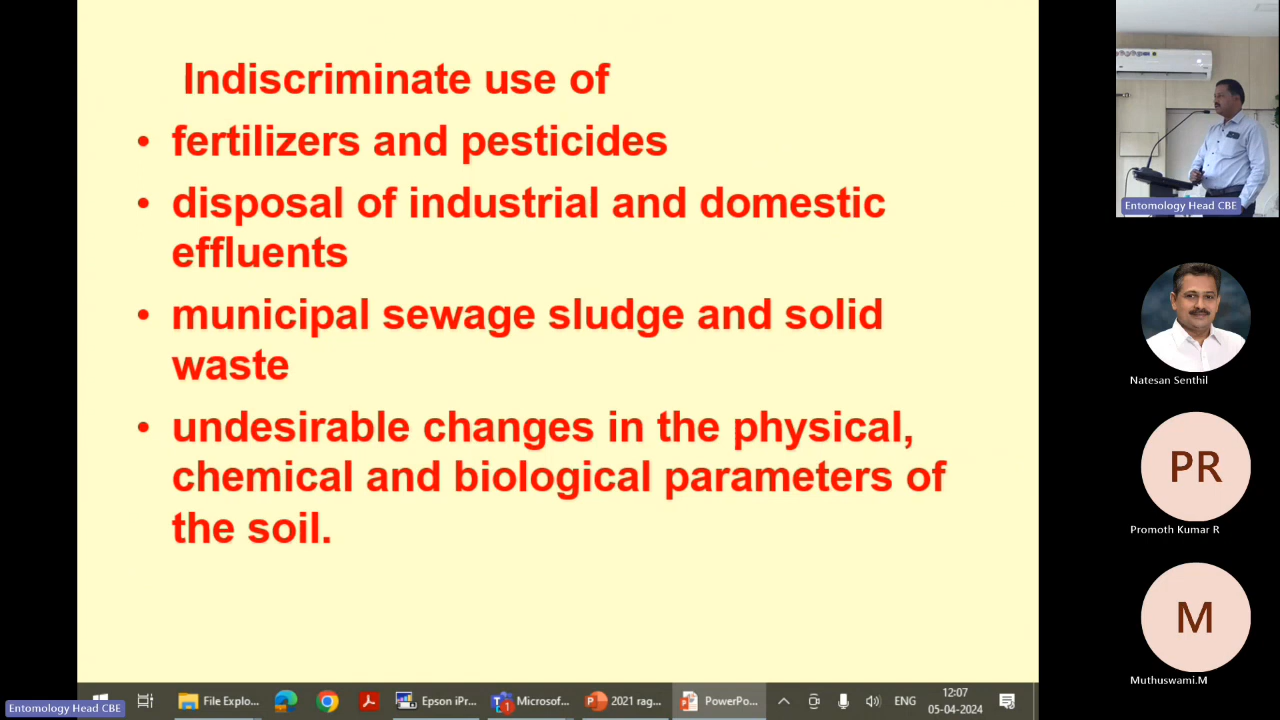 Indiscriminate use of
• fertilizers and pesticides
• disposal of industrial and domestic
effluents
• municipal sewage sludge and solid
waste
• undesirable changes in the physical,
chemical and biological parameters of
the soil.
Entomology Head CBE
Natesan Senthil
PR
Promoth Kumar R
M
Muthuswami.M
Entomology Head CBE
File Explo...
Epson iPr...
1
Microsof...
2021 rag...
PowerPo...
ENG
12:07
05-04-2024